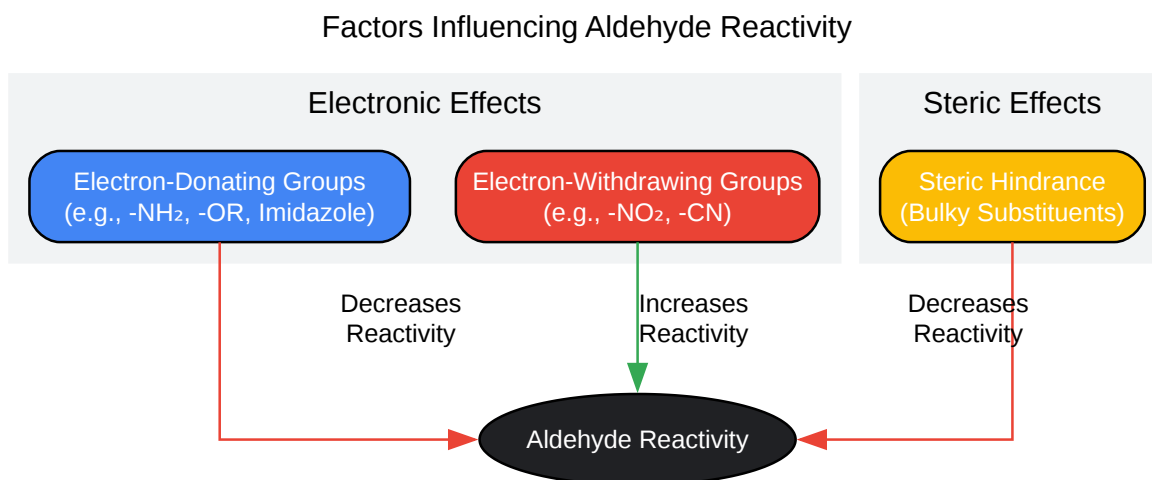 Factors Influencing Aldehyde Reactivity
Electronic Effects
Steric Effects
Electron-Donating Groups
(e.g., -NH₂, -OR, Imidazole)
Electron-Withdrawing Groups
(e.g., -NO₂, -CN)
Steric Hindrance
(Bulky Substituents)
Decreases
Reactivity
Increases
Reactivity
Decreases
Reactivity
Aldehyde Reactivity